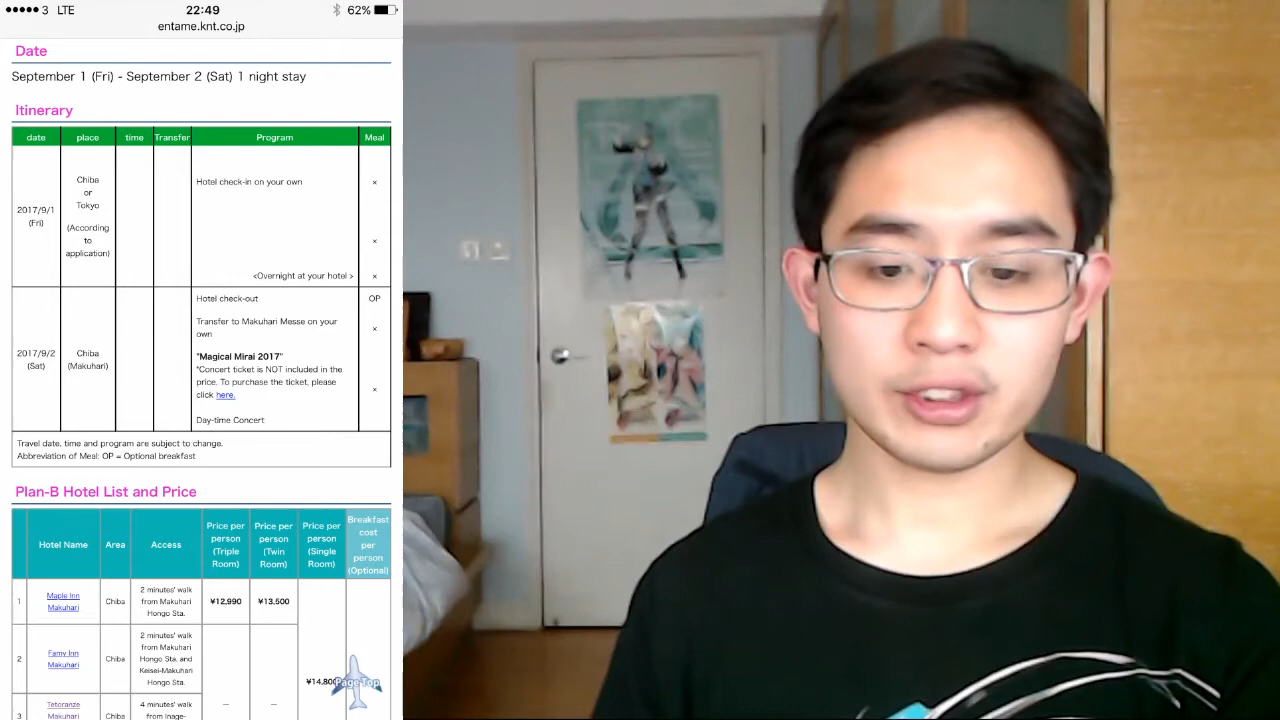 3 LTE 22:49 62%
entame.knt.co.jp
Date
September 1 (Fri) - September 2 (Sat) 1 night stay
Itinerary
date place time Transfer Program Meal
2017/9/1
(Fri)
Chiba
or
Tokyo
(According
to
application)
Hotel check-in on your own ×
×
<Overnight at your hotel > ×
2017/9/2
(Sat)
Chiba
(Makuhari)
Hotel check-out OP
Transfer to Makuhari Messe on your
own
×
"Magical Mirai 2017"
*Concert ticket is NOT included in the
price. To purchase the ticket, please
click here.
×
Day-time Concert
Travel date, time and program are subject to change.
Abbreviation of Meal: OP = Optional breakfast
Plan-B Hotel List and Price
Hotel Name
Area
Access
Price per
person
(Triple
Room)
Price per
person
(Twin
Room)
Price per
person
(Single
Room)
Breakfast
cost
per
person
(Optional)
1
Maple Inn
Makuhari
Chiba
2 minutes' walk
from Makuhari
Hongo Sta.
¥12,990
¥13,500
2
Famy Inn
Makuhari
Chiba
2 minutes' walk
from Makuhari
Hongo Sta. and
Keisei-Makuhari
Hongo Sta.
—
—
¥14,800
Page Top
3
Tetoranze
Makuhari
Chiba
4 minutes' walk
from Inage-